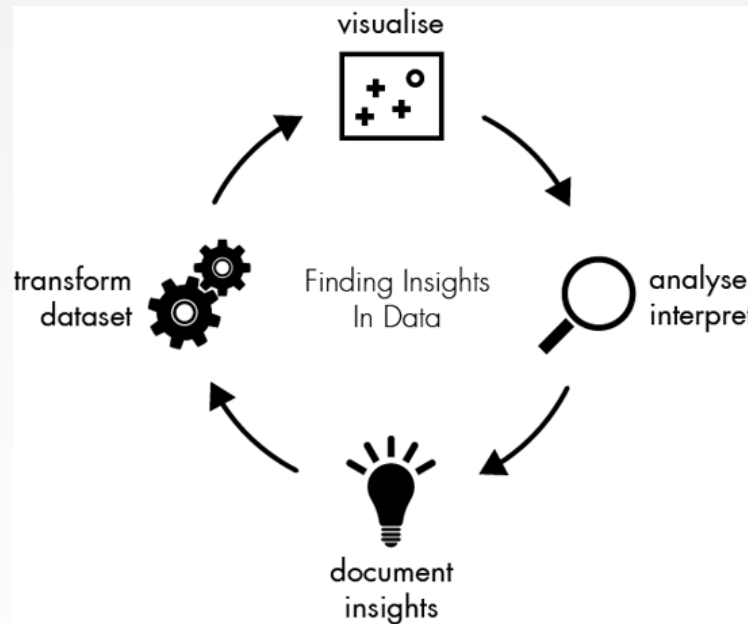 visualise
transform
dataset
Finding Insights
In Data
analyse
interpret
document
insights